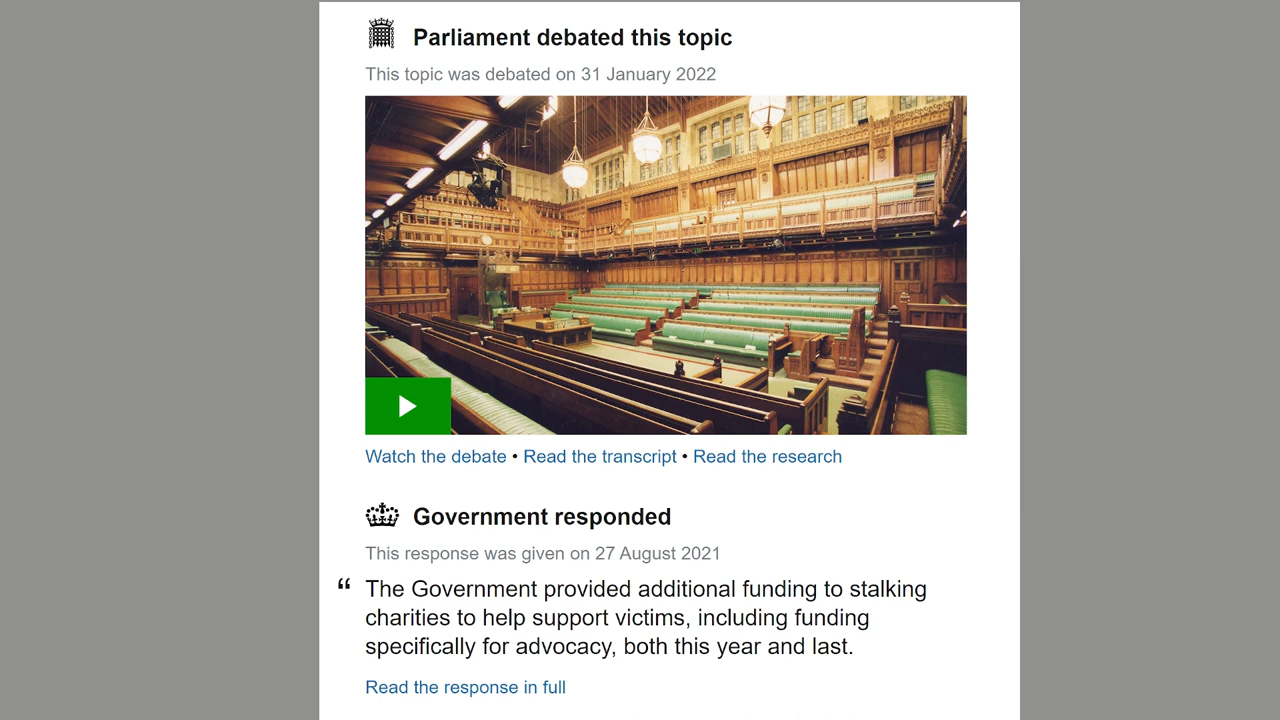 Parliament debated this topic
This topic was debated on 31 January 2022
Watch the debate • Read the transcript • Read the research
Government responded
This response was given on 27 August 2021
“ The Government provided additional funding to stalking
charities to help support victims, including funding
specifically for advocacy, both this year and last.
Read the response in full